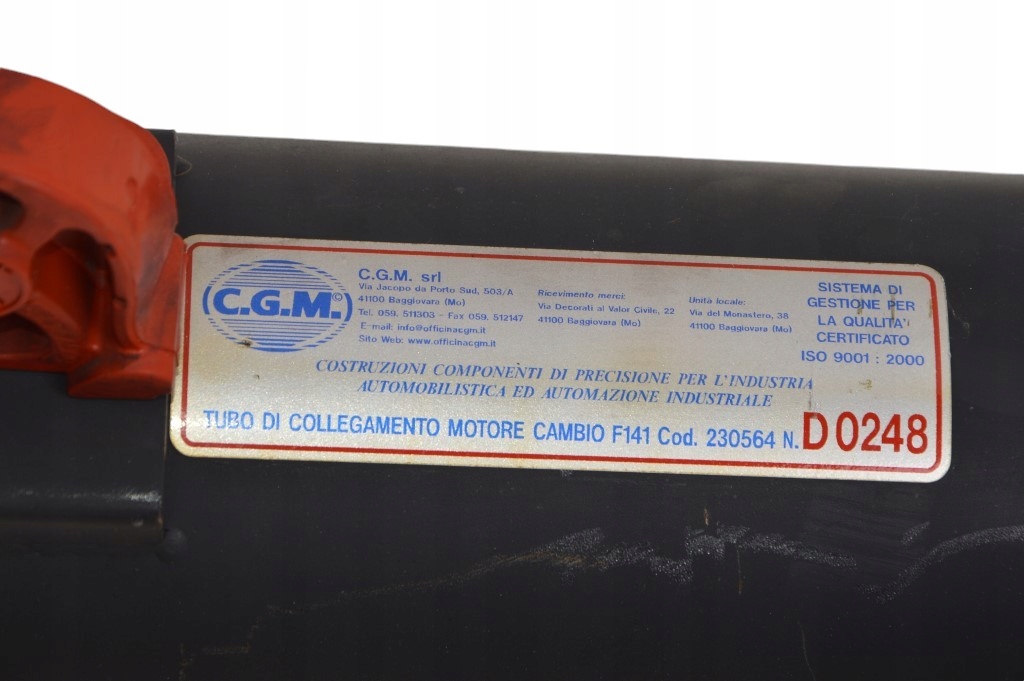 C.G.M.©
C.G.M. srl
Via Jacopo da Porto Sud, 503/A
41100 Baggiovara (Mo)
Tel. 059. 511303 - Fax 059. 512147
E-mail: info@officinacgm.it
Sito Web: www.officinacgm.it
Ricevimento merci:
Via Decorati al Valor Civile, 22
41100 Baggiovara (Mo)
Unità locale:
Via del Monastero, 38
41100 Baggiovara (Mo)
SISTEMA DI
GESTIONE PER
LA QUALITA'
CERTIFICATO
ISO 9001 : 2000
COSTRUZIONI COMPONENTI DI PRECISIONE PER L'INDUSTRIA
AUTOMOBILISTICA ED AUTOMAZIONE INDUSTRIALE
TUBO DI COLLEGAMENTO MOTORE CAMBIO F141 Cod. 230564 N. D0248